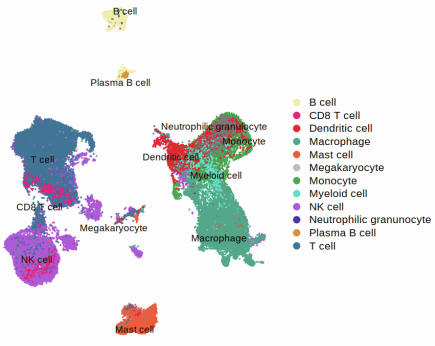 B cell
Plasma B cell
Neutrophilic granulocyte
Monocyte
T cell
Dendritic cell
Myeloid cell
CD8 T cell
Megakaryocyte
Macrophage
NK cell
Mast cell
B cell
CD8 T cell
Dendritic cell
Macrophage
Mast cell
Megakaryocyte
Monocyte
Myeloid cell
NK cell
Neutrophilic granunocyte
Plasma B cell
T cell